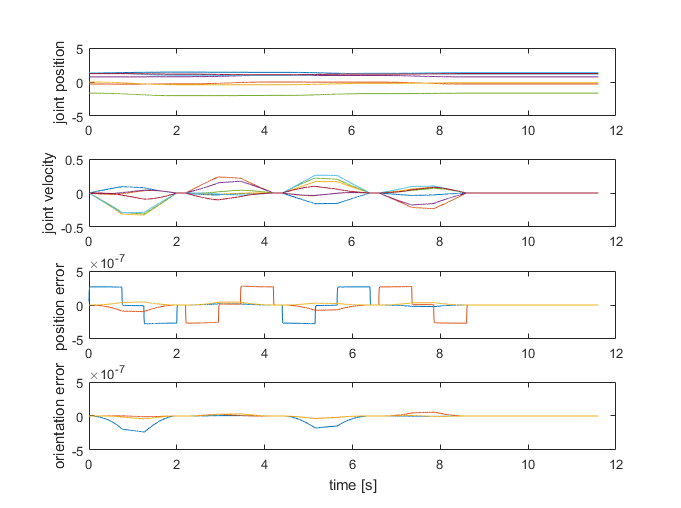 joint position
5
0
-5
0 2 4 6 8 10 12
joint velocity
0.5
0
-0.5
0 2 4 6 8 10 12
×10-7
position error
5
0
-5
0 2 4 6 8 10 12
×10-7
orientation error
5
0
-5
0 2 4 6 8 10 12
time [s]